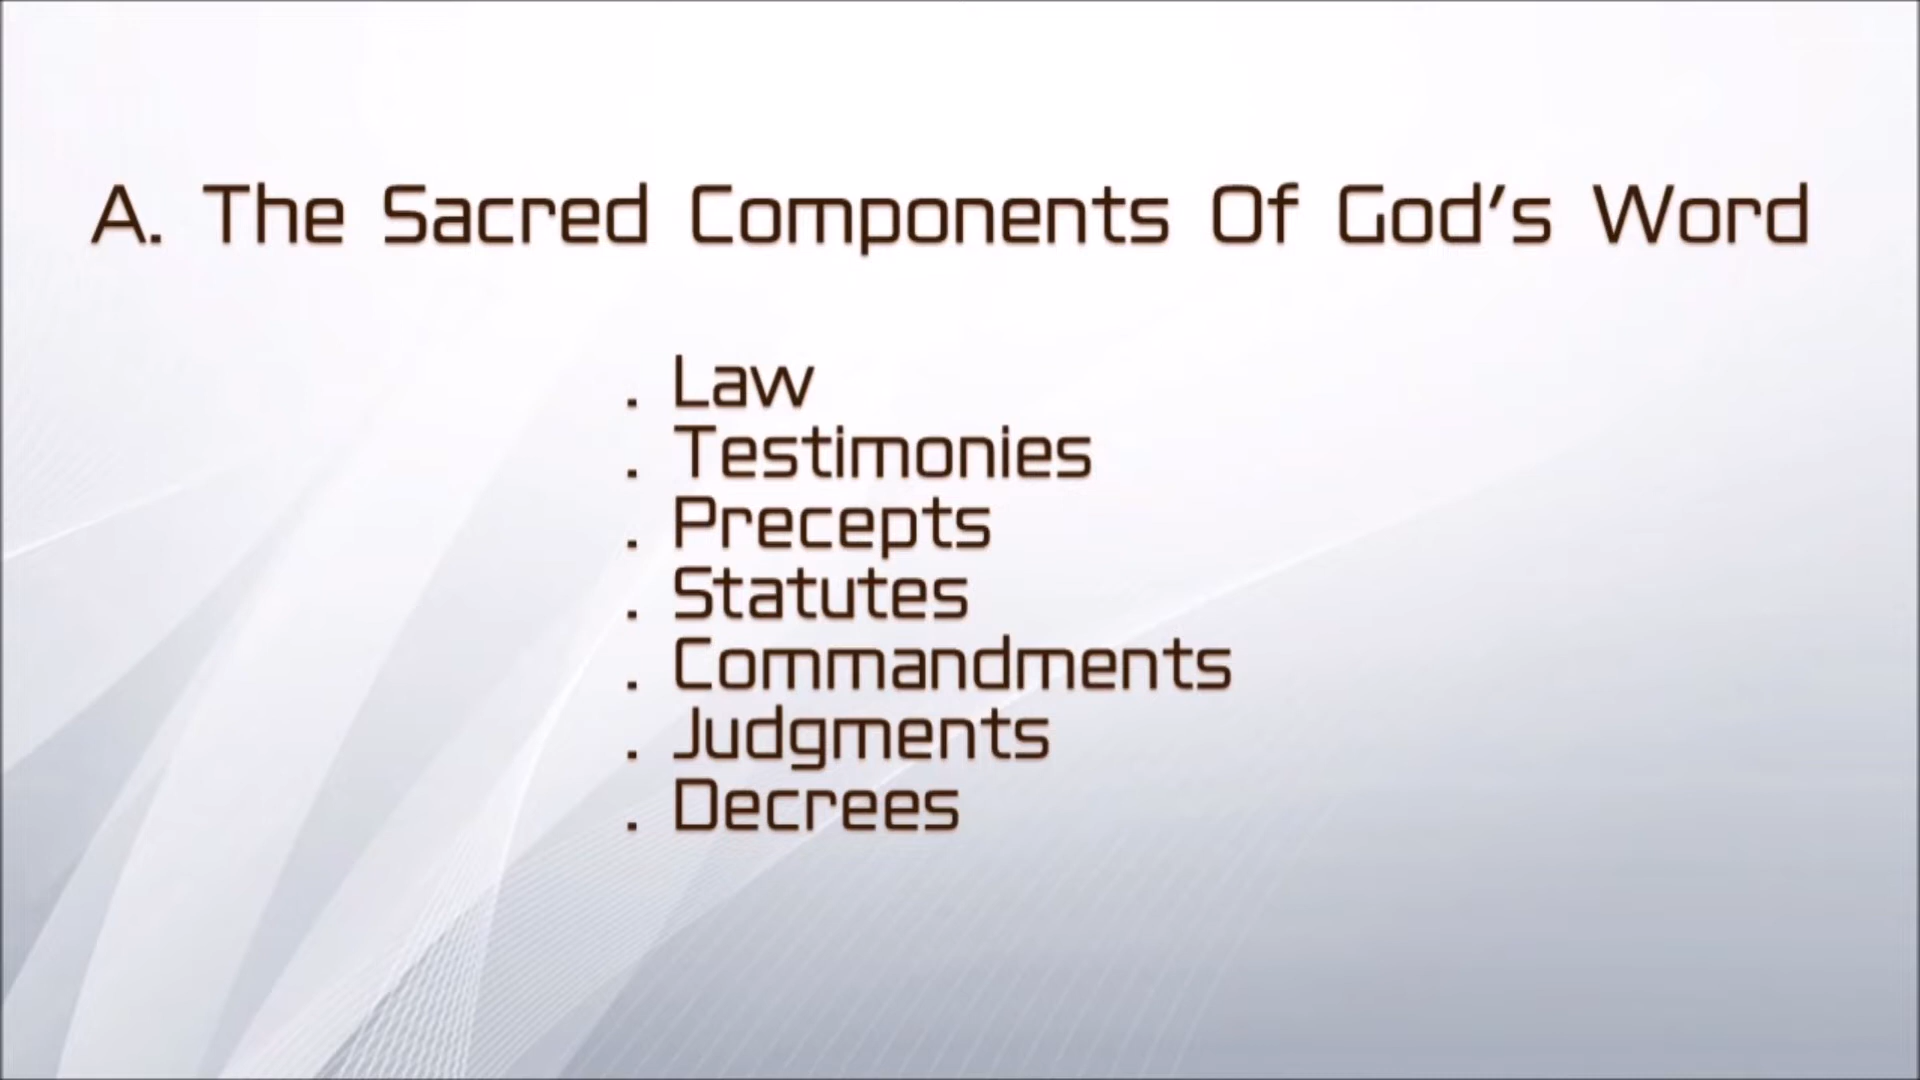 A. The Sacred Components Of God's Word
. Law
. Testimonies
. Precepts
. Statutes
. Commandments
. Judgments
. Decrees